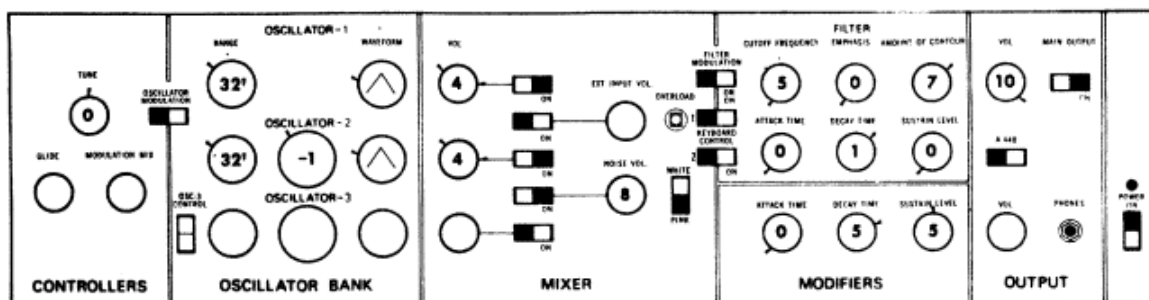 OSCILLATOR-1
RANGE
WAVEFORM
TUNE
0
OSCILLATOR MODULATION
32'
OSCILLATOR-2
32'
-1
GLIDE
MODULATION MIX
OSC-3 CONTROL
OSCILLATOR-3
CONTROLLERS
OSCILLATOR BANK
VOL
4
ON
EXT INPUT VOL.
OVERLOAD
ON
4
ON
NOISE VOL.
8
ON
WHITE
PINK
ON
MIXER
FILTER
CUTOFF FREQUENCY
EMPHASIS
AMOUNT OF CONTOUR
FILTER MODULATION
ON
5
0
7
ON
1
KEYBOARD CONTROL
2
ON
ATTACK TIME
DECAY TIME
SUSTAIN LEVEL
0
1
0
ATTACK TIME
DECAY TIME
SUSTAIN LEVEL
0
5
5
MODIFIERS
VOL
MAIN OUTPUT
10
ON
A 440
VOL
PHONES
OUTPUT
POWER
ON